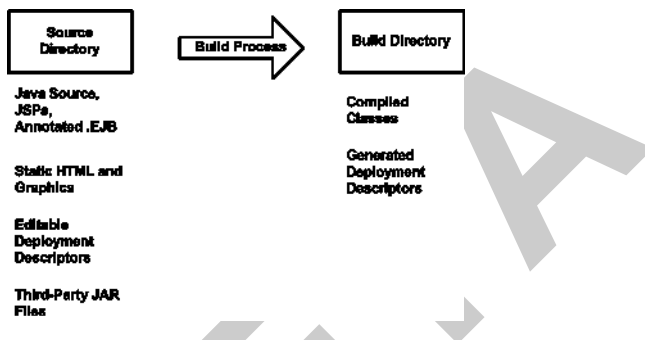 Source
Directory
Build Process
Build Directory
Java Source,
JSPs,
Annotated .EJB
Static HTML and
Graphics
Editable
Deployment
Descriptors
Third-Party JAR
Files
Compiled
Classes
Generated
Deployment
Descriptors